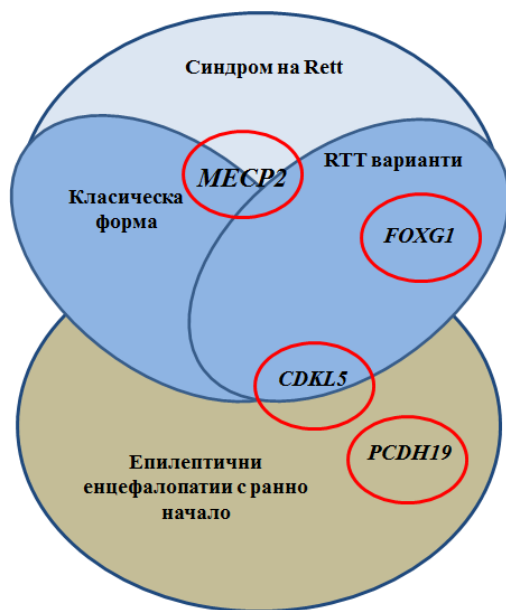 Синдром на Rett
MECP2
RTT варианти
Класическа
форма
FOXG1
CDKL5
PCDH19
Епилептични
енцефалопатии с ранно
начало